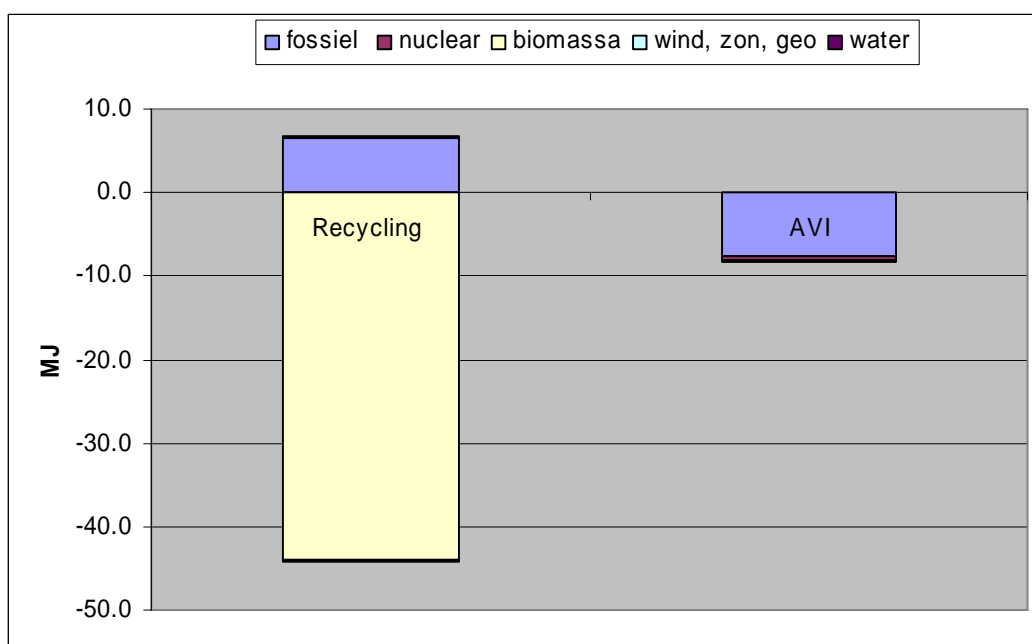 fossiel nuclear biomassa wind, zon, geo water
10.0
0.0
Recycling AVI
-10.0
-20.0
MJ
-30.0
-40.0
-50.0